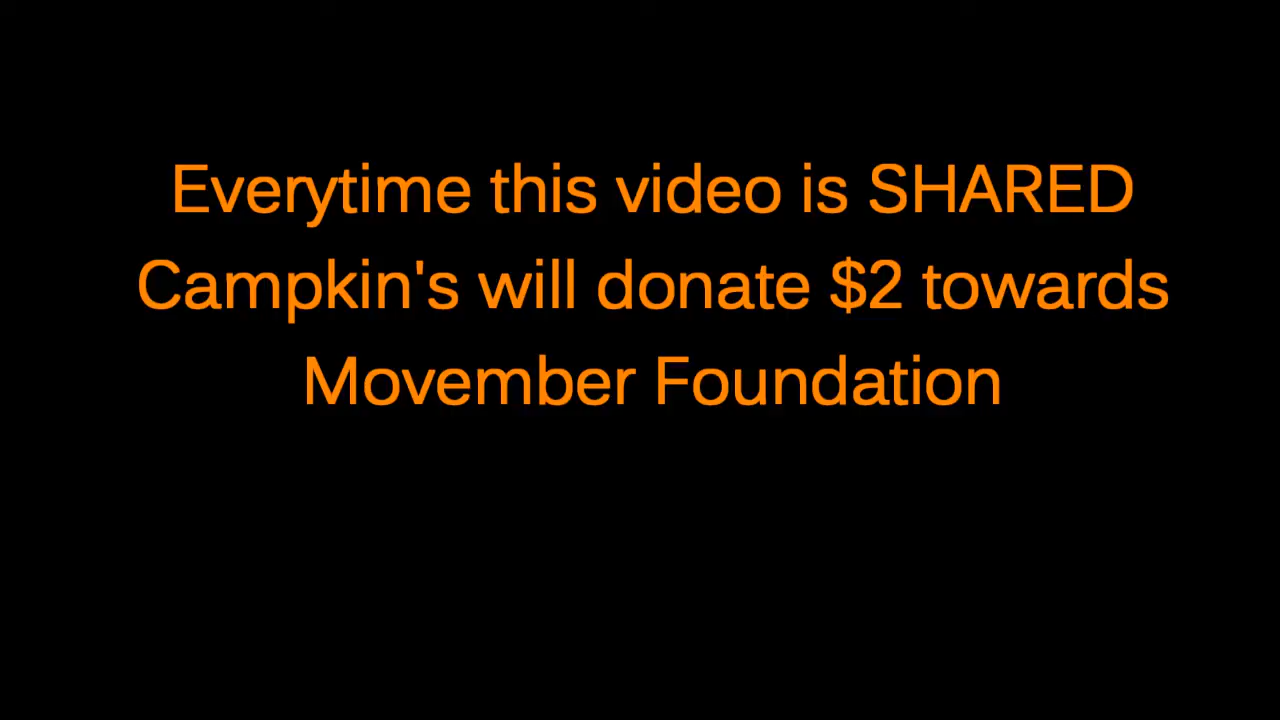 Everytime this video is SHARED
Campkin's will donate $2 towards
Movember Foundation